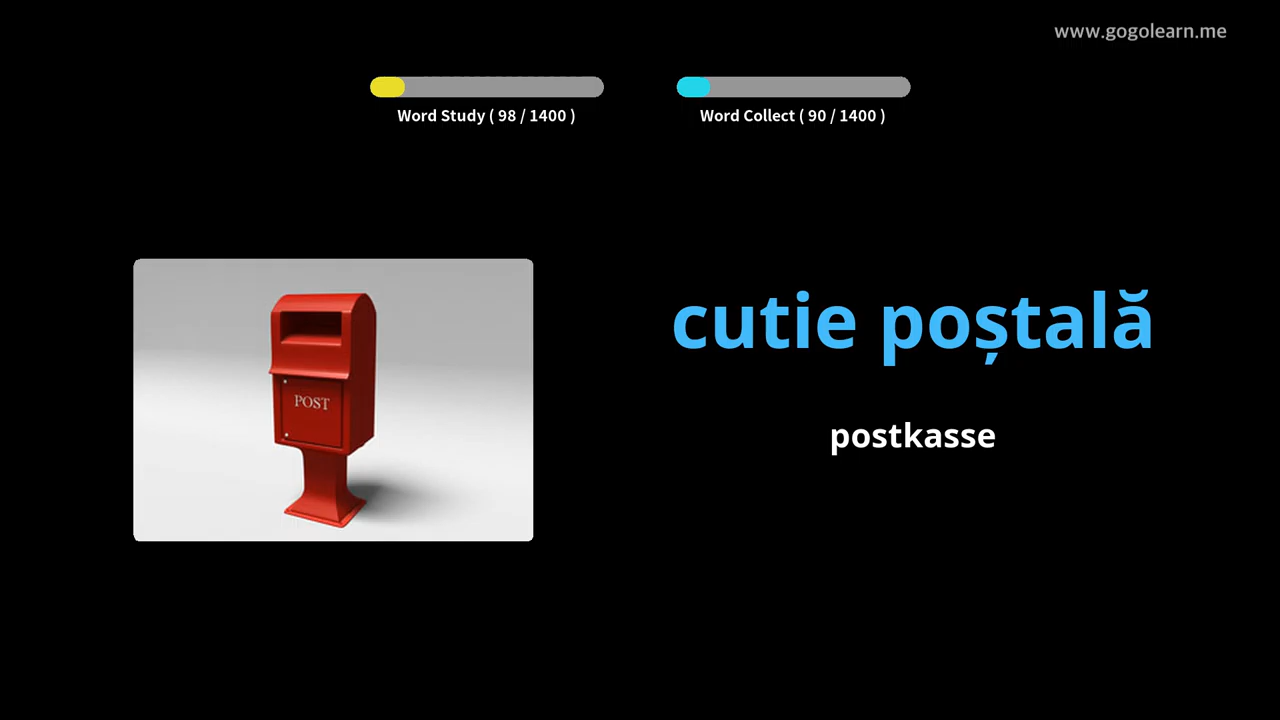 www.gogolearn.me
Word Study ( 98 / 1400 )
Word Collect ( 90 / 1400 )
POST
cutie poștală
postkasse